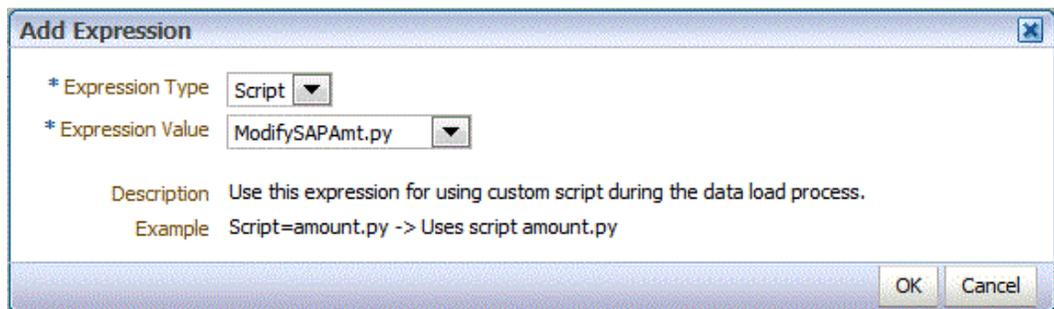 Add Expression
* Expression Type Script
* Expression Value ModifySAPAmt.py
Description Use this expression for using custom script during the data load process.
Example Script=amount.py -> Uses script amount.py
OK Cancel